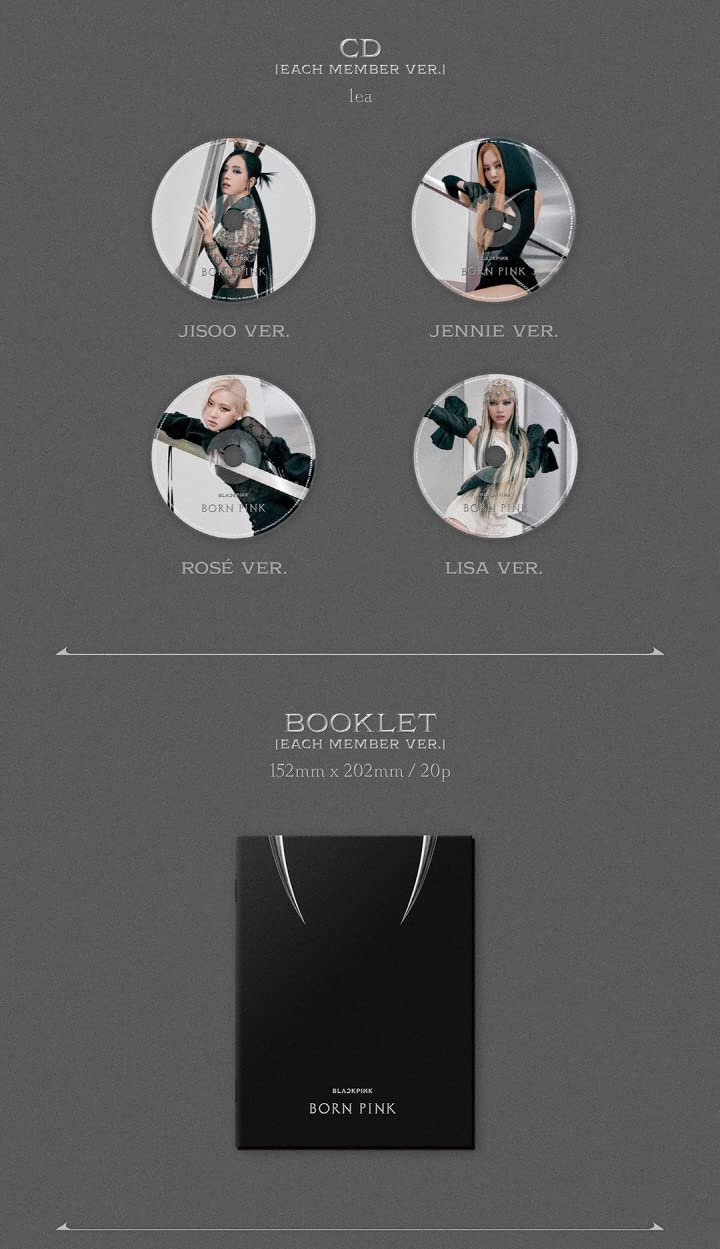 CD
[EACH MEMBER VER.]
1ea
BLACKPINK
BORN PINK
BLACKPINK
BORN PINK
JISOO VER.
JENNIE VER.
BLACKPINK
BORN PINK
BLACKPINK
BORN PINK
ROSÉ VER.
LISA VER.
BOOKLET
[EACH MEMBER VER.]
152mm x 202mm / 20p
BLACKPINK
BORN PINK